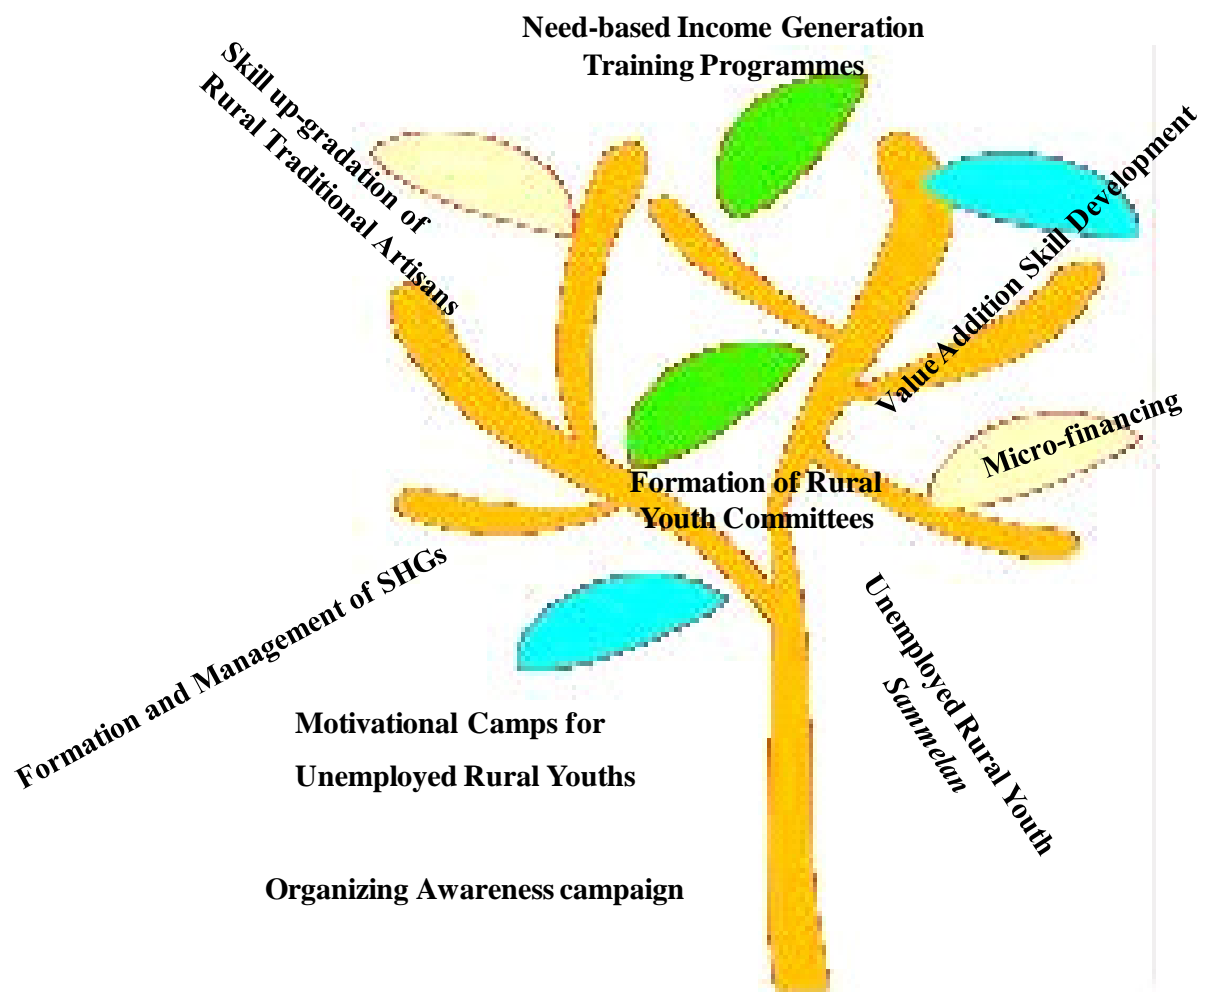 Need-based Income Generation
Training Programmes
Skill up-gradation of
Rural Traditional Artisans
Value Addition Skill Development
Micro-financing
Formation of Rural
Youth Committees
Formation and Management of SHGs
Unemployed Rural Youth
Sammelan
Motivational Camps for
Unemployed Rural Youths
Organizing Awareness campaign